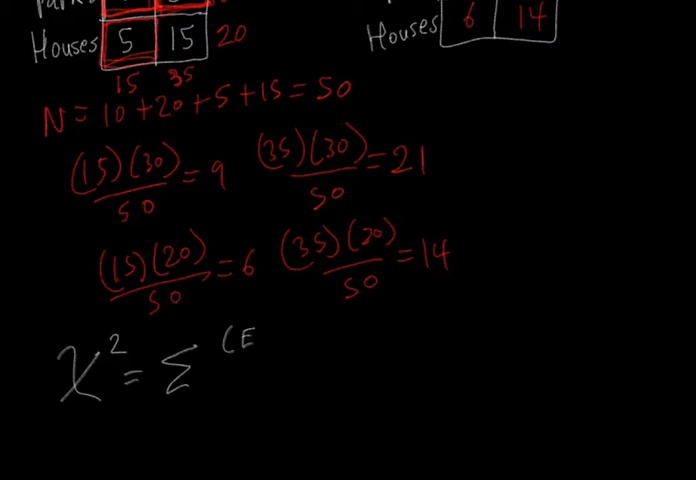 Houses 5 15 20
Houses 6 14
15 35
N = 10 + 20 + 5 + 15 = 50
(15)(30)/50 = 9 (35)(30)/50 = 21
(15)(20)/50 = 6 (35)(20)/50 = 14
χ² = Σ (E